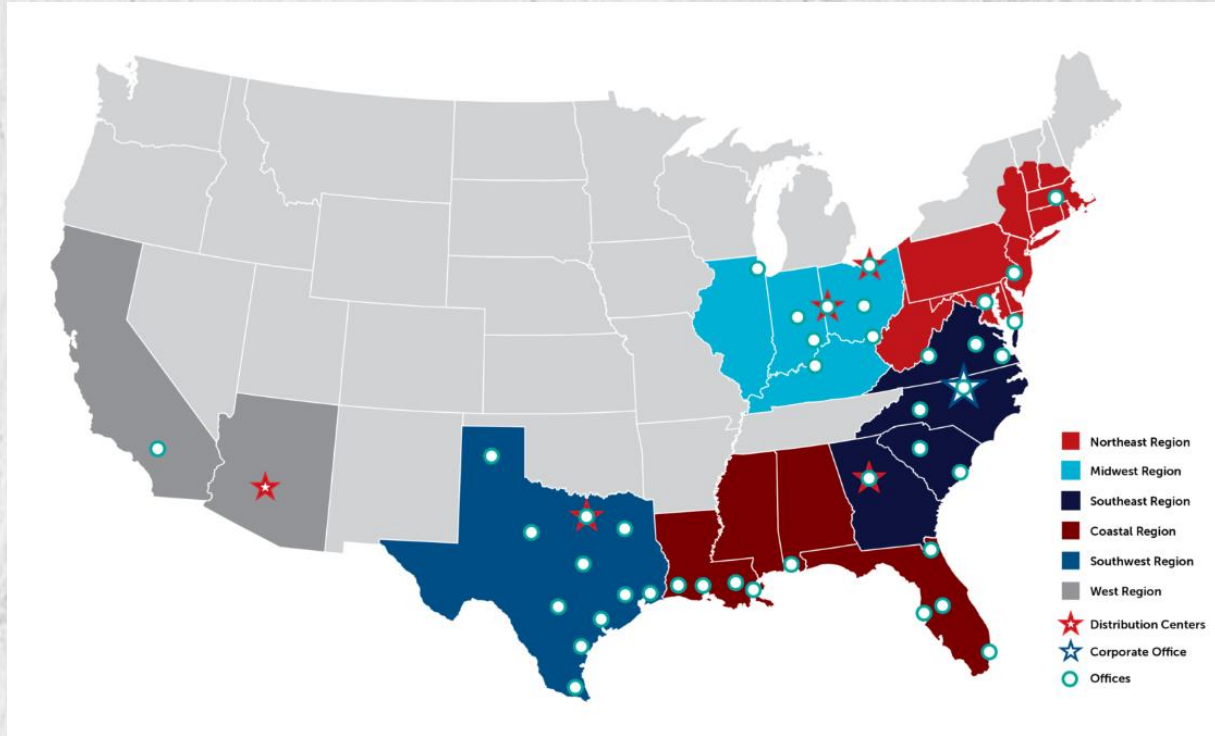 Northeast Region
Midwest Region
Southeast Region
Coastal Region
Southwest Region
West Region
Distribution Centers
Corporate Office
Offices